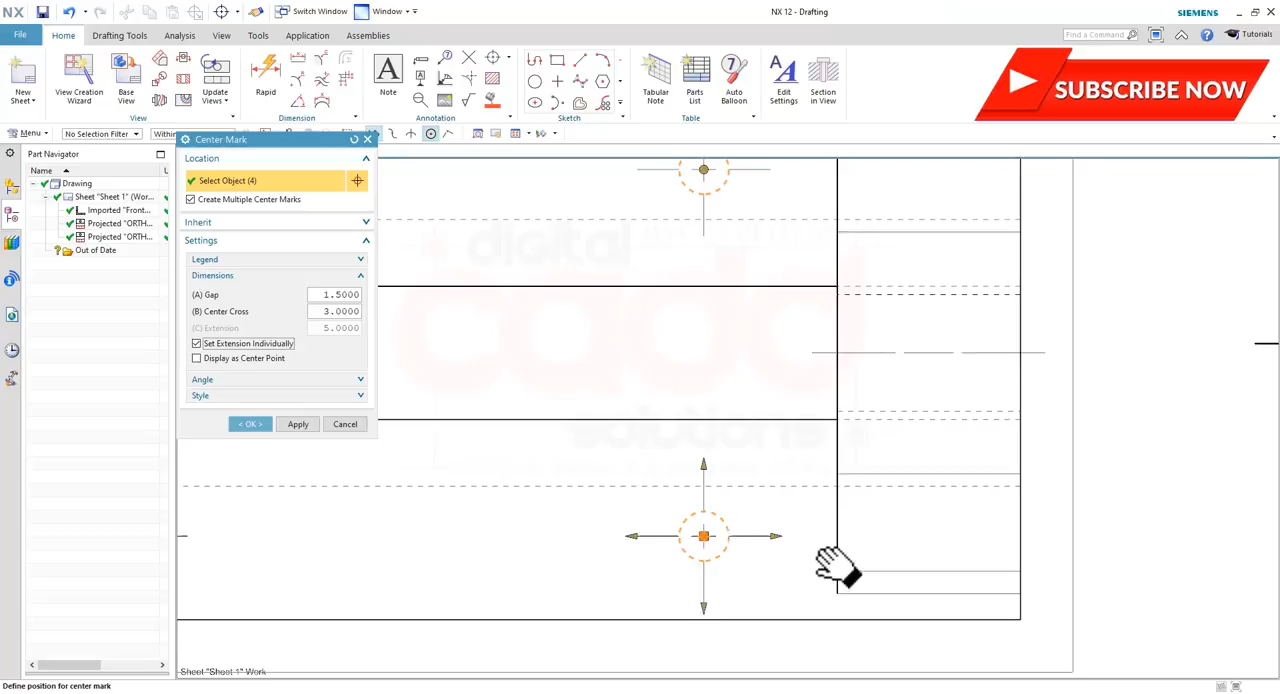 NX
Switch Window
Window
NX 12 - Drafting
SIEMENS
File
Home
Drafting Tools
Analysis
View
Tools
Application
Assemblies
Find a Command
Tutorials
New
Sheet
View Creation
Wizard
Base
View
Update
Views
View
Rapid
Dimension
Note
Annotation
Sketch
Tabular
Note
Parts
List
Auto
Balloon
Table
Edit
Settings
Section
in View
SUBSCRIBE NOW
Menu
No Selection Filter
Within
Part Navigator
Name
Drawing
Sheet "Sheet 1" (Wor...
Imported "Front...
Projected "ORTH...
Projected "ORTH...
Out of Date
Center Mark
Location
Select Object (4)
Create Multiple Center Marks
Inherit
Settings
Legend
Dimensions
(A) Gap
1.5000
(B) Center Cross
3.0000
(C) Extension
5.0000
Set Extension Individually
Display as Center Point
Angle
Style
< OK >
Apply
Cancel
digital
cadd
solutions
Sheet "Sheet 1" Work
Define position for center mark